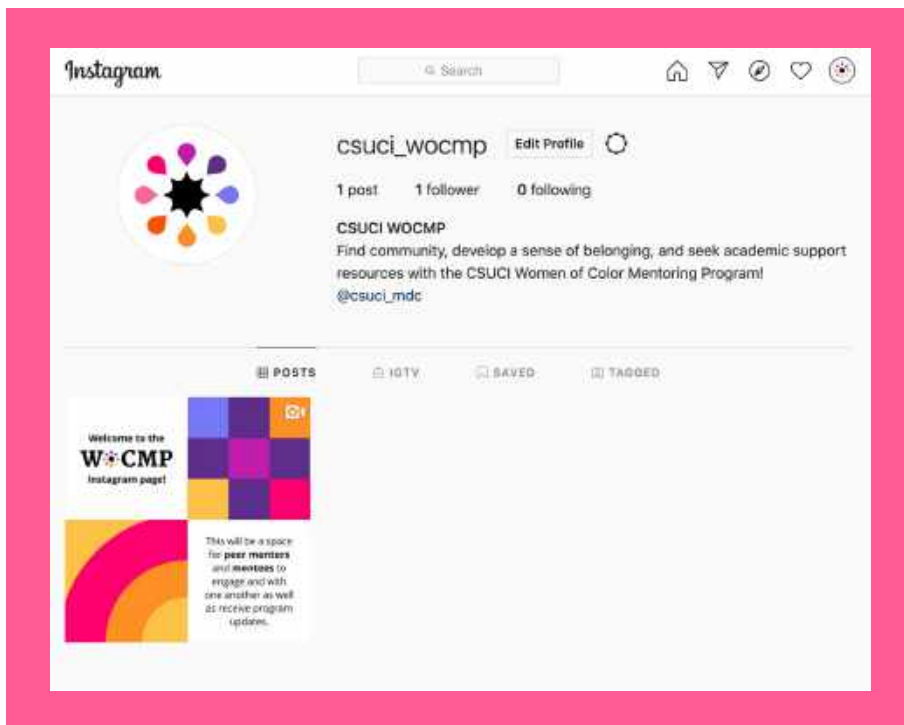 Instagram
Search
csuci_wocmp Edit Profile
1 post 1 follower 0 following
CSUCI WOCMP
Find community, develop a sense of belonging, and seek academic support
resources with the CSUCI Women of Color Mentoring Program!
@csuci_mdc
POSTS IGTV SAVED TAGGED
Welcome to the
WOCMP
Instagram page!
This will be a space
for peer mentors
and mentees to
engage and with
one another as well
as receive program
updates.